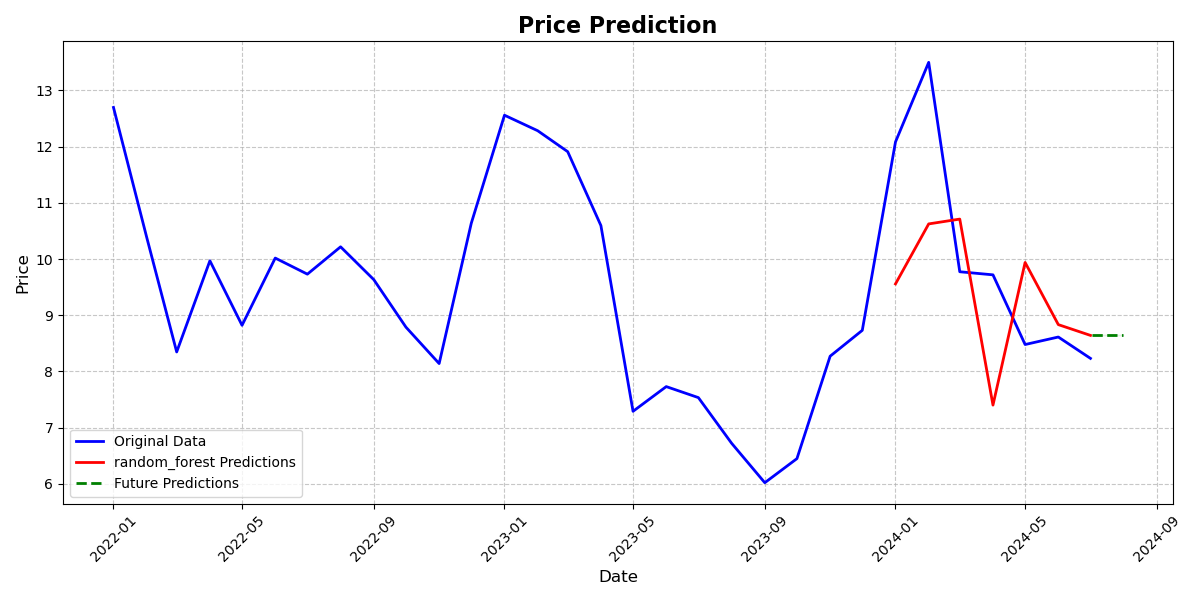 Price Prediction
Price
13
12
11
10
9
8
7
6
Original Data
random_forest Predictions
Future Predictions
2022-01
2022-05
2022-09
2023-01
2023-05
2023-09
2024-01
2024-05
2024-09
Date